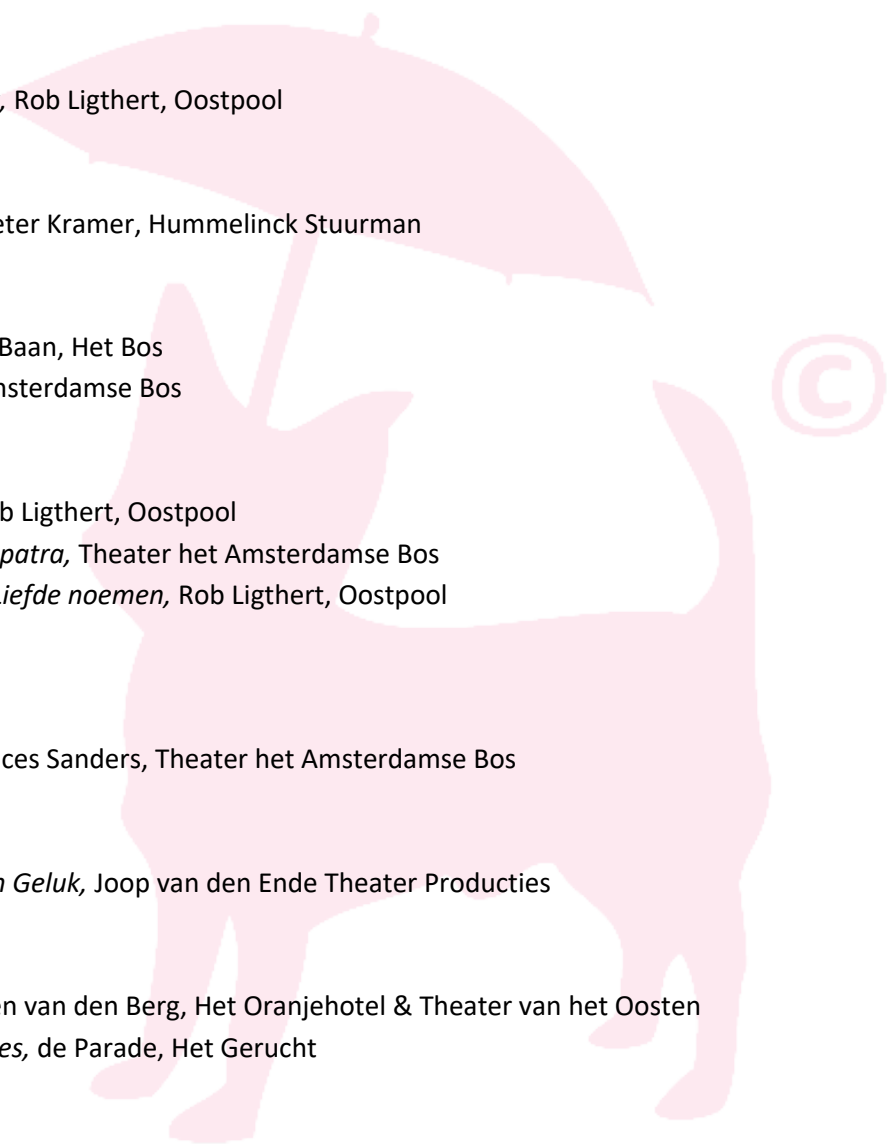 , Rob Ligthert, Oostpool
eter Kramer, Hummelinck Stuurman
Baan, Het Bos
msterdamse Bos
b Ligthert, Oostpool
patra, Theater het Amsterdamse Bos
Liefde noemen, Rob Ligthert, Oostpool
ces Sanders, Theater het Amsterdamse Bos
n Geluk, Joop van den Ende Theater Producties
en van den Berg, Het Oranjehotel & Theater van het Oosten
es, de Parade, Het Gerucht
©